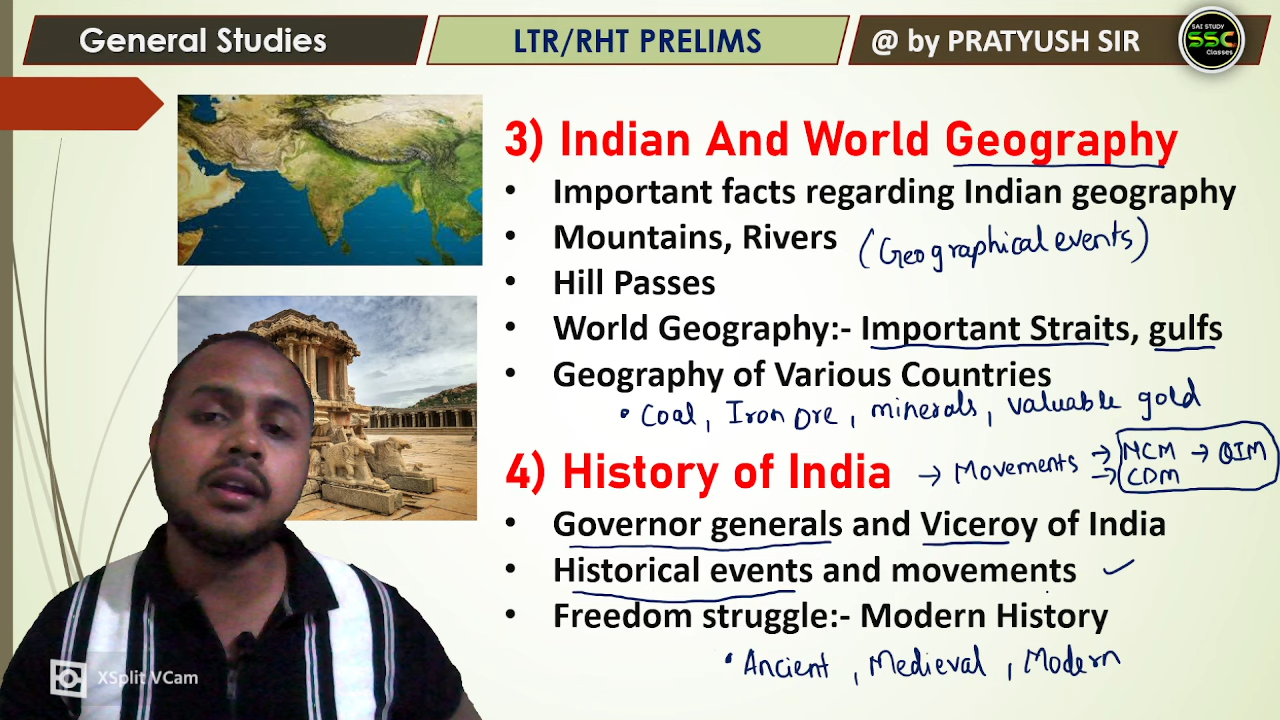 General Studies
LTR/RHT PRELIMS
@ by PRATYUSH SIR
SAI STUDY
SSC
Classes
3) Indian And World Geography
• Important facts regarding Indian geography
• Mountains, Rivers (Geographical events)
• Hill Passes
• World Geography:- Important Straits, gulfs
• Geography of Various Countries
• Coal, Iron ore, minerals, valuable gold
4) History of India → Movements → NCM → QIM
→ CDM
• Governor generals and Viceroy of India
• Historical events and movements ✓
• Freedom struggle:- Modern History
• Ancient, Medieval, Modern
XSplit VCam